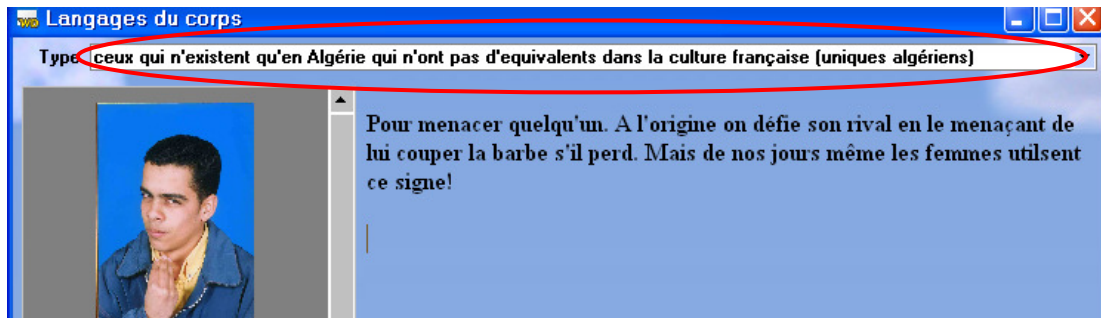 Langages du corps
Type ceux qui n'existent qu'en Algérie qui n'ont pas d'equivalents dans la culture française (uniques algériens)
Pour menacer quelqu'un. A l'origine on défie son rival en le menaçant de
lui couper la barbe s'il perd. Mais de nos jours même les femmes utilsent
ce signe!